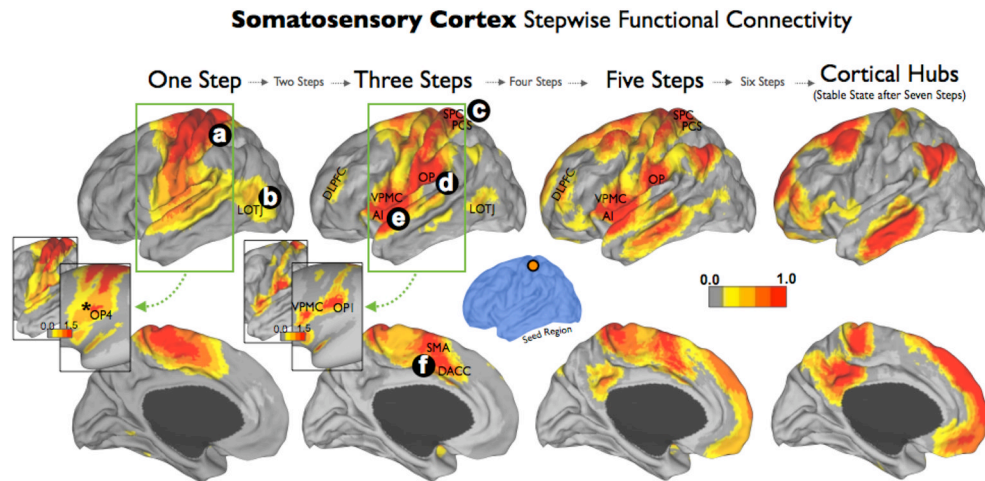 Somatosensory Cortex Stepwise Functional Connectivity
One Step Two Steps Three Steps Four Steps Five Steps Six Steps Cortical Hubs
(Stable State after Seven Steps)
a
b
LOTJ
SPC
PCS
c
DLPFC
OP
d
VPMC
AI
e
LOTJ
SPC
PCS
DLPFC
OP
VPMC
AI
*
OP4
0.0 1.5
VPMC
OP1
0.0 1.5
Seed Region
0.0 1.0
SMA
f
DACC